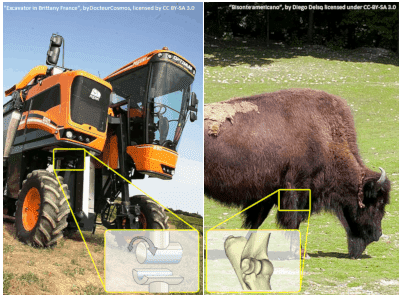 "Excavator in Brittany France", byDocteurCosmos, licensed by CC BY-SA 3.0
"Bisonteramericano", by Diego Delso licensed under CC-BY-SA 3.0